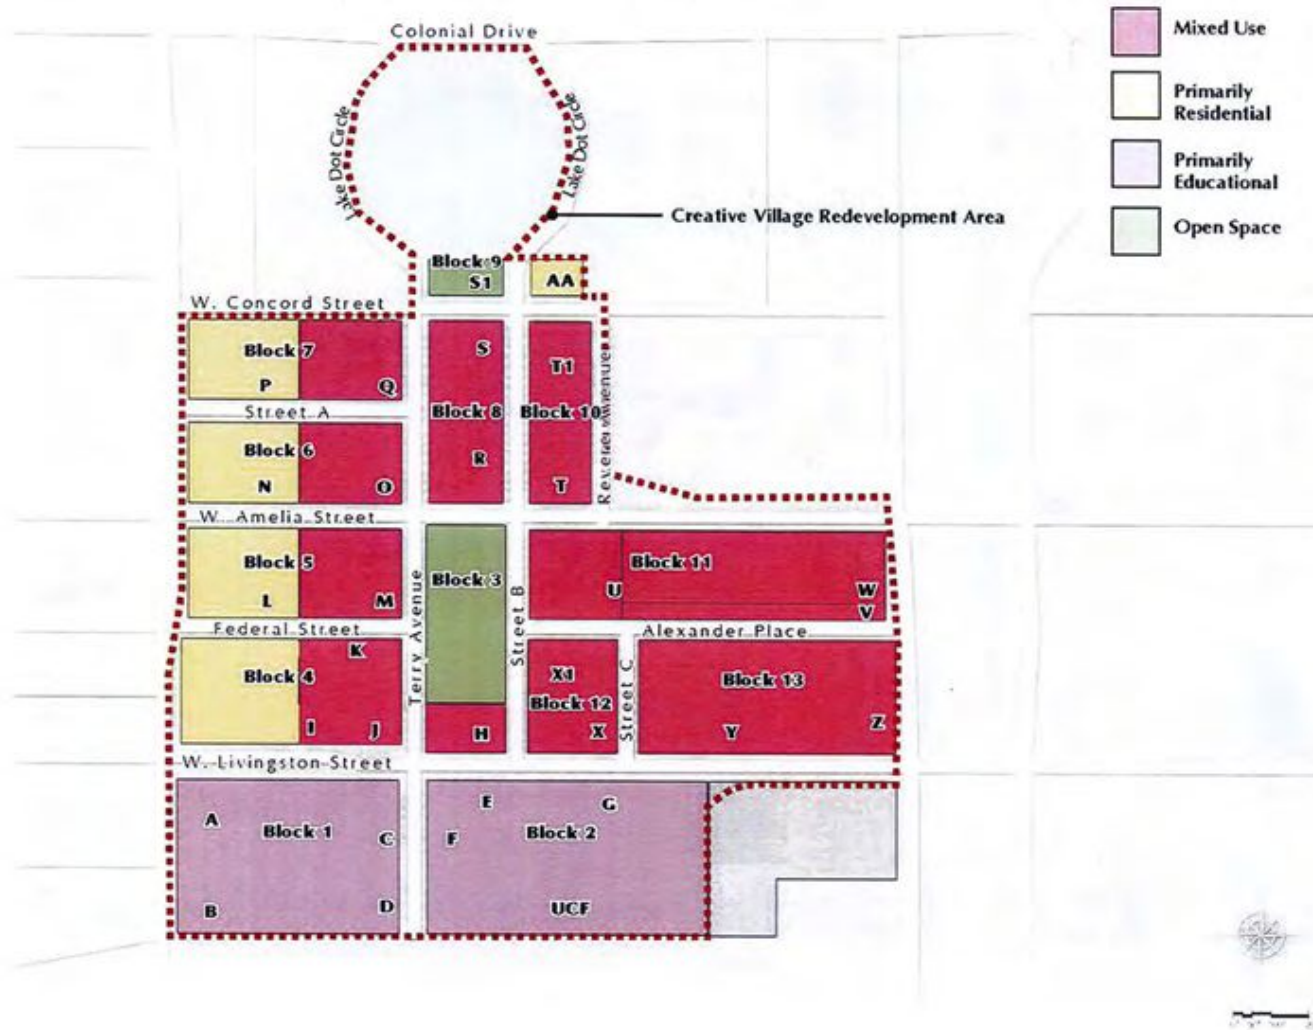 Colonial Drive
Mixed Use
Primarily
Residential
Lake Dot Circle
Lake Dot Circle
Primarily
Educational
Creative Village Redevelopment Area
Open Space
Block 9
S1
AA
W. Concord Street
Block 7
P
Q
S
T1
Street A
Block 8
Block 10
Block 6
N
O
R
T
W. Amelia Street
Block 5
L
M
Block 3
Block 11
U
W
V
Terry Avenue
Street B
Federal Street
Alexander Place
K
Block 4
I
J
H
X1
Block 12
X
Street C
Block 13
Y
Z
W. Livingston Street
A
Block 1
C
B
D
E
G
F
Block 2
UCF